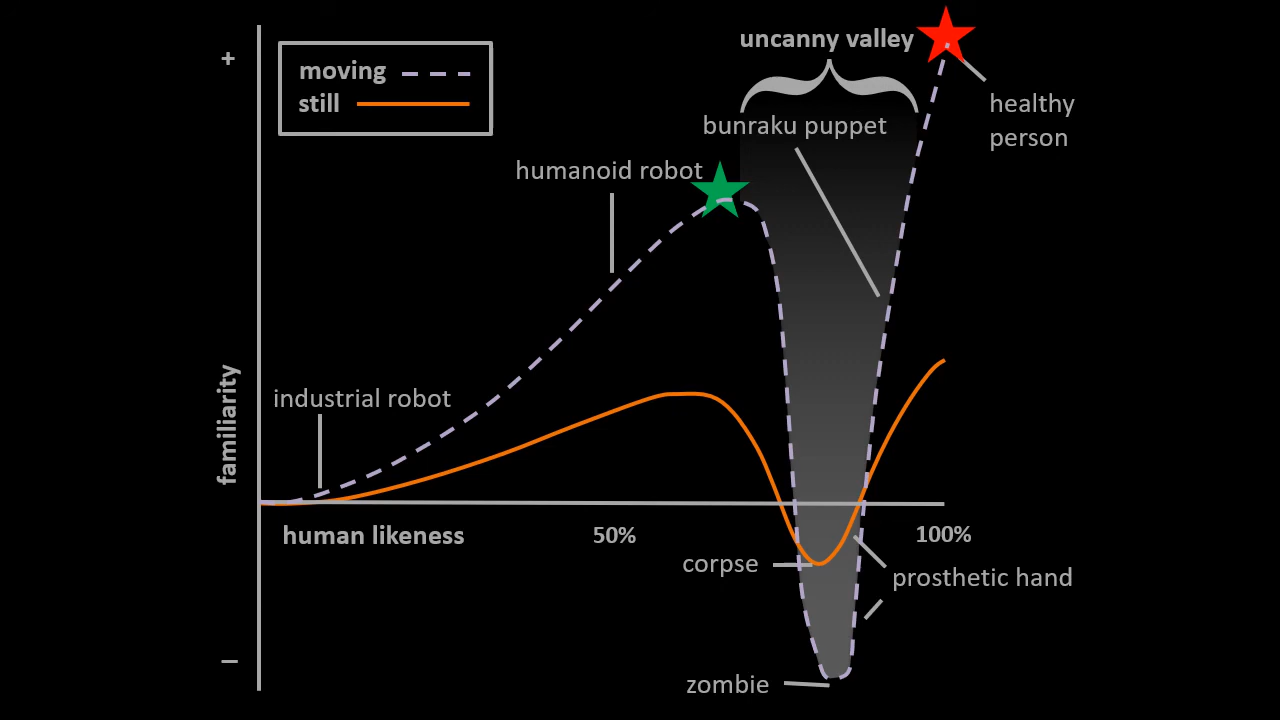 uncanny valley
+
moving
still
healthy
person
bunraku puppet
humanoid robot
industrial robot
familiarity
human likeness
50%
100%
corpse
prosthetic hand
–
zombie